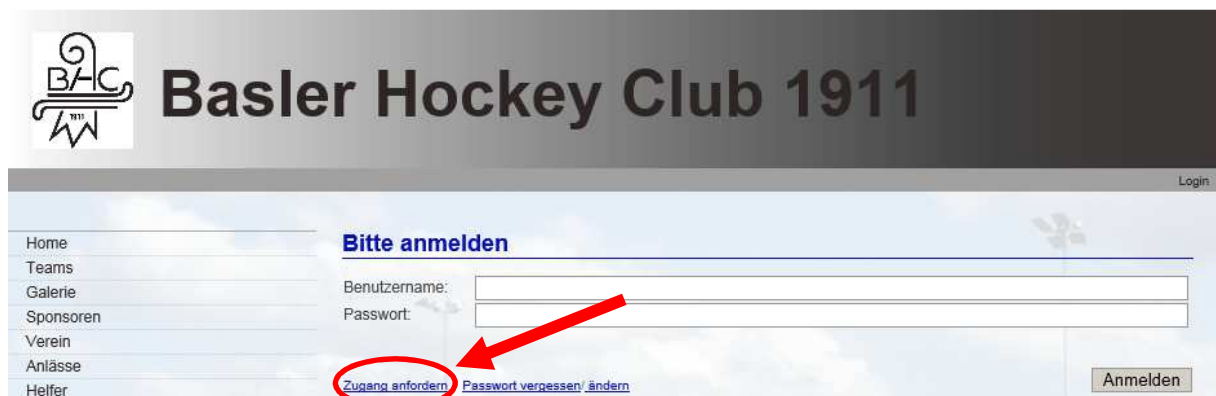 BHC
1911
Basler Hockey Club 1911
Login
Home
Teams
Galerie
Sponsoren
Verein
Anlässe
Helfer
Bitte anmelden
Benutzername:
Passwort:
Zugang anfordern Passwort vergessen/ ändern
Anmelden